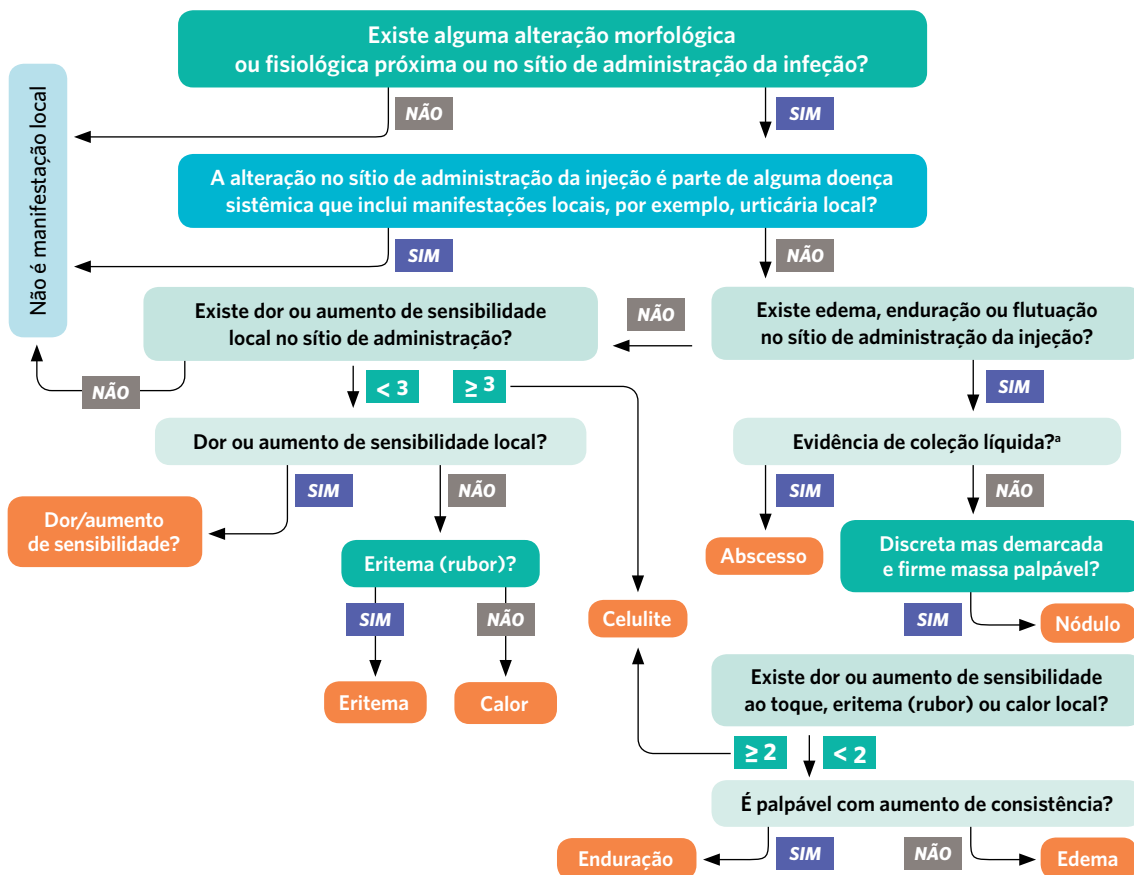 Existe alguma alteração morfológica
ou fisiológica próxima ou no sítio de administração da infeção?
NÃO
SIM
Não é manifestação local
A alteração no sítio de administração da injeção é parte de alguma doença
sistêmica que inclui manifestações locais, por exemplo, urticária local?
SIM
NÃO
Existe dor ou aumento de sensibilidade
local no sítio de administração?
NÃO
Existe edema, enduração ou flutuação
no sítio de administração da injeção?
NÃO
< 3
≥ 3
SIM
Dor ou aumento de sensibilidade local?
Evidência de coleção líquida?ᵃ
SIM
NÃO
SIM
NÃO
Dor/aumento
de sensibilidade?
Eritema (rubor)?
Abscesso
Discreta mas demarcada
e firme massa palpável?
SIM
NÃO
Celulite
SIM
Nódulo
Eritema
Calor
Existe dor ou aumento de sensibilidade
ao toque, eritema (rubor) ou calor local?
≥ 2
< 2
É palpável com aumento de consistência?
Enduração
SIM
NÃO
Edema